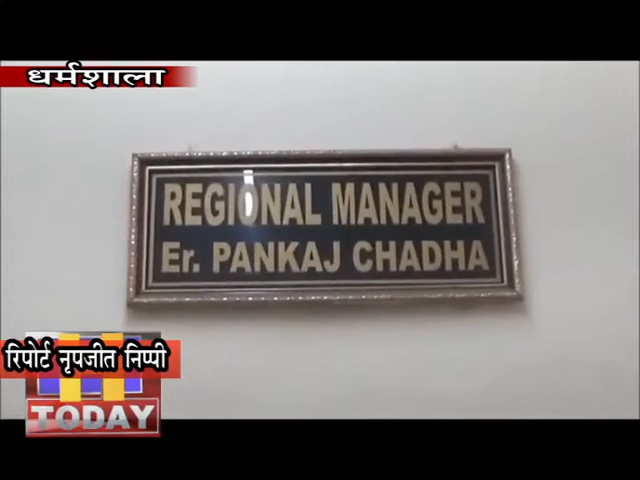 धर्मशाला
REGIONAL MANAGER
Er. PANKAJ CHADHA
रिपोर्ट नृपजीत निप्पी
TODAY